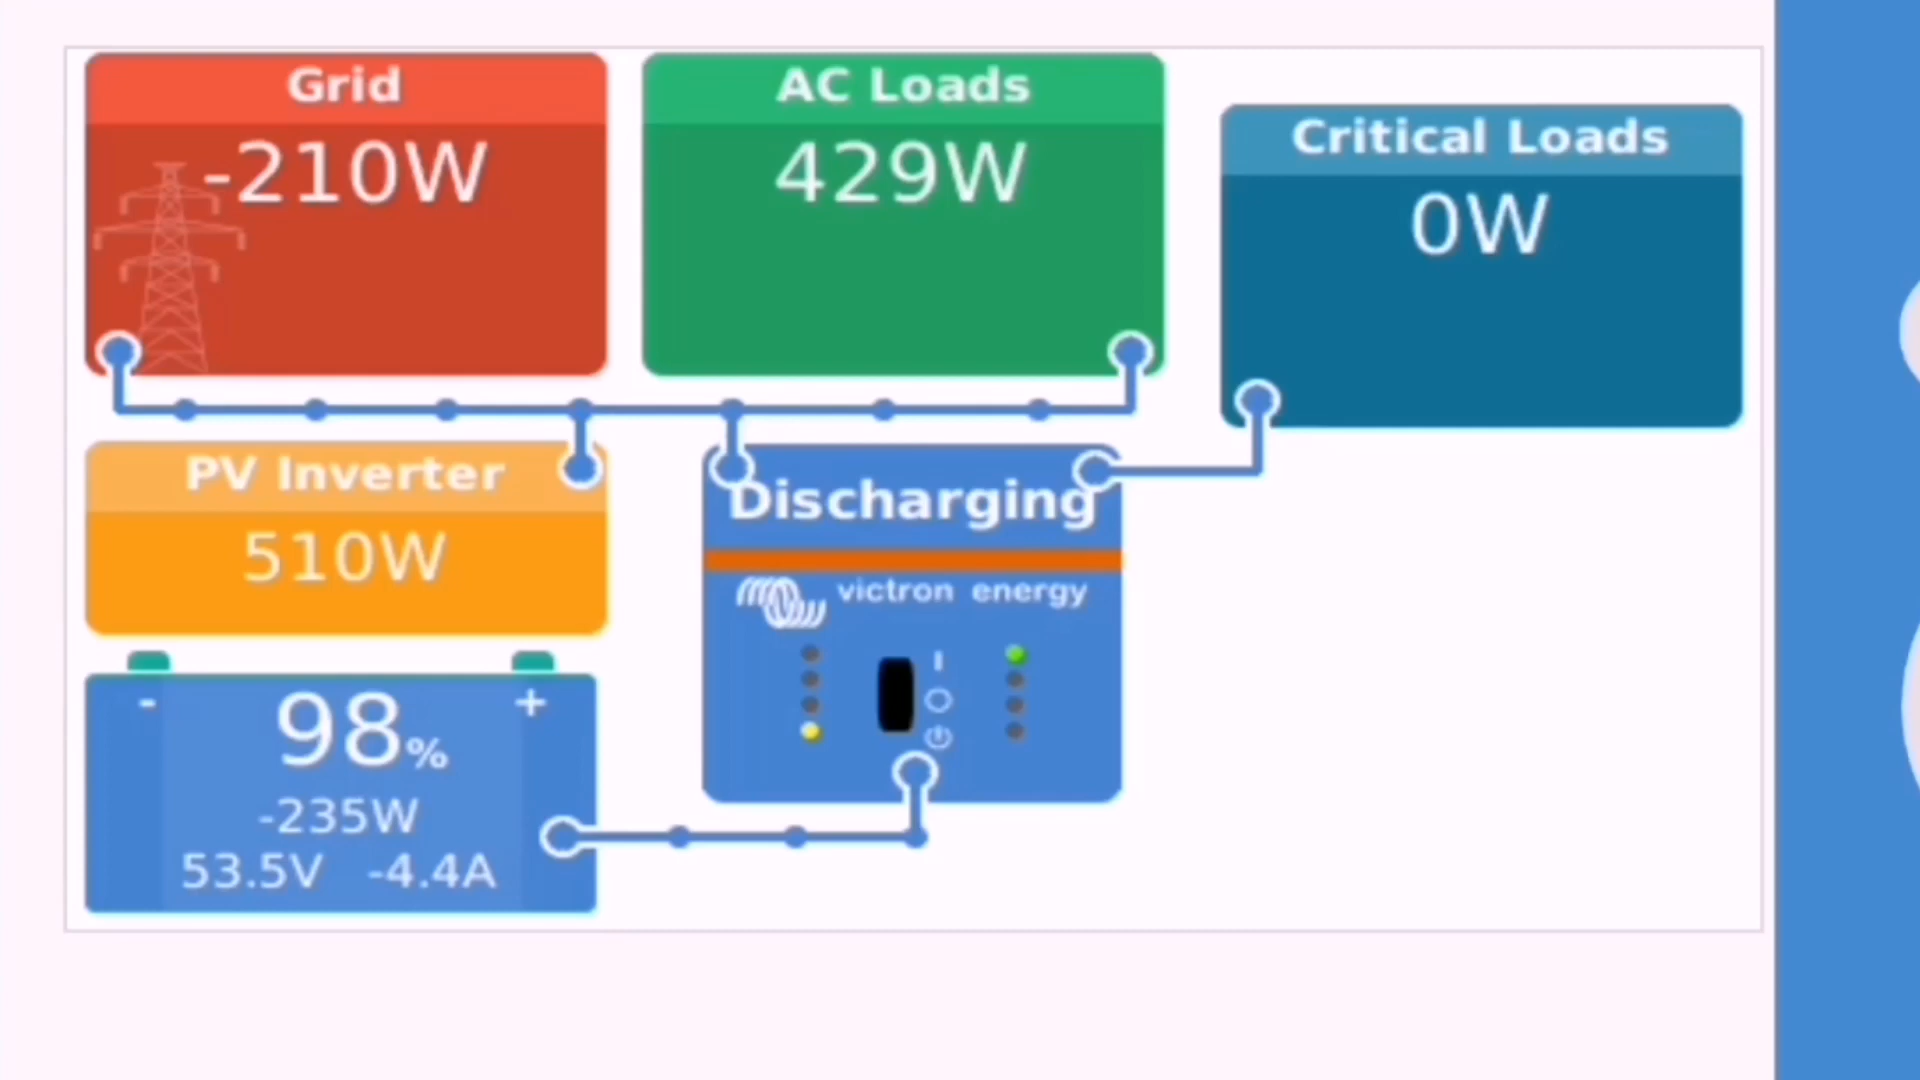 Grid
-210W
AC Loads
429W
Critical Loads
0W
PV Inverter
510W
Discharging
victron energy
- +
98%
-235W
53.5V -4.4A